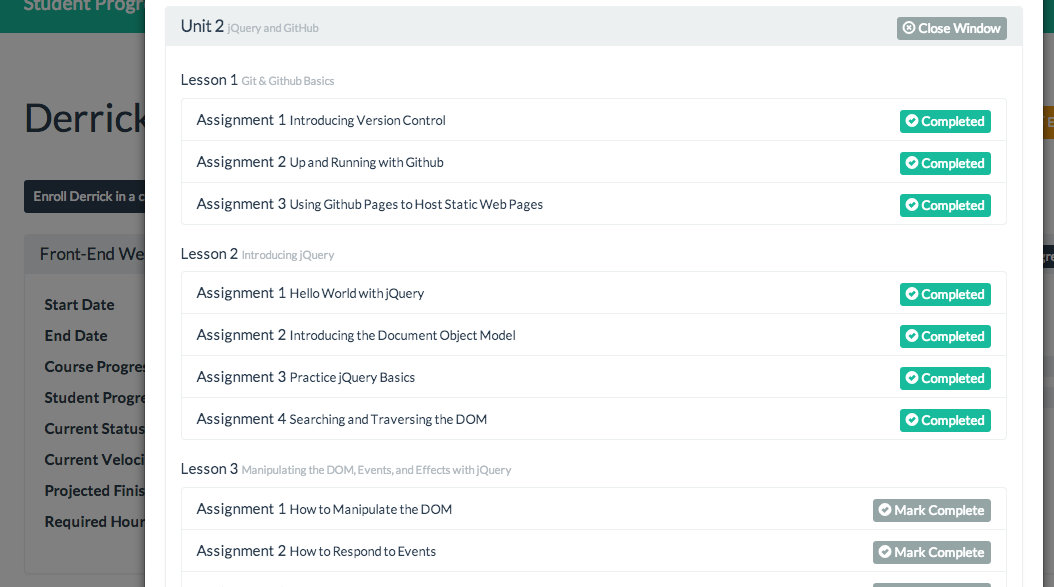 Student Progre
Unit 2 jQuery and GitHub
Close Window
Lesson 1 Git & Github Basics
Assignment 1 Introducing Version Control
Completed
Derrick
Assignment 2 Up and Running with Github
Completed
Enroll Derrick in a c
Assignment 3 Using Github Pages to Host Static Web Pages
Completed
Front-End We
Lesson 2 Introducing jQuery
Assignment 1 Hello World with jQuery
Completed
Start Date
Assignment 2 Introducing the Document Object Model
Completed
End Date
Course Progres
Assignment 3 Practice jQuery Basics
Completed
Student Progre
Assignment 4 Searching and Traversing the DOM
Completed
Current Status
Current Veloci
Lesson 3 Manipulating the DOM, Events, and Effects with jQuery
Projected Finis
Assignment 1 How to Manipulate the DOM
Mark Complete
Required Hour
Assignment 2 How to Respond to Events
Mark Complete